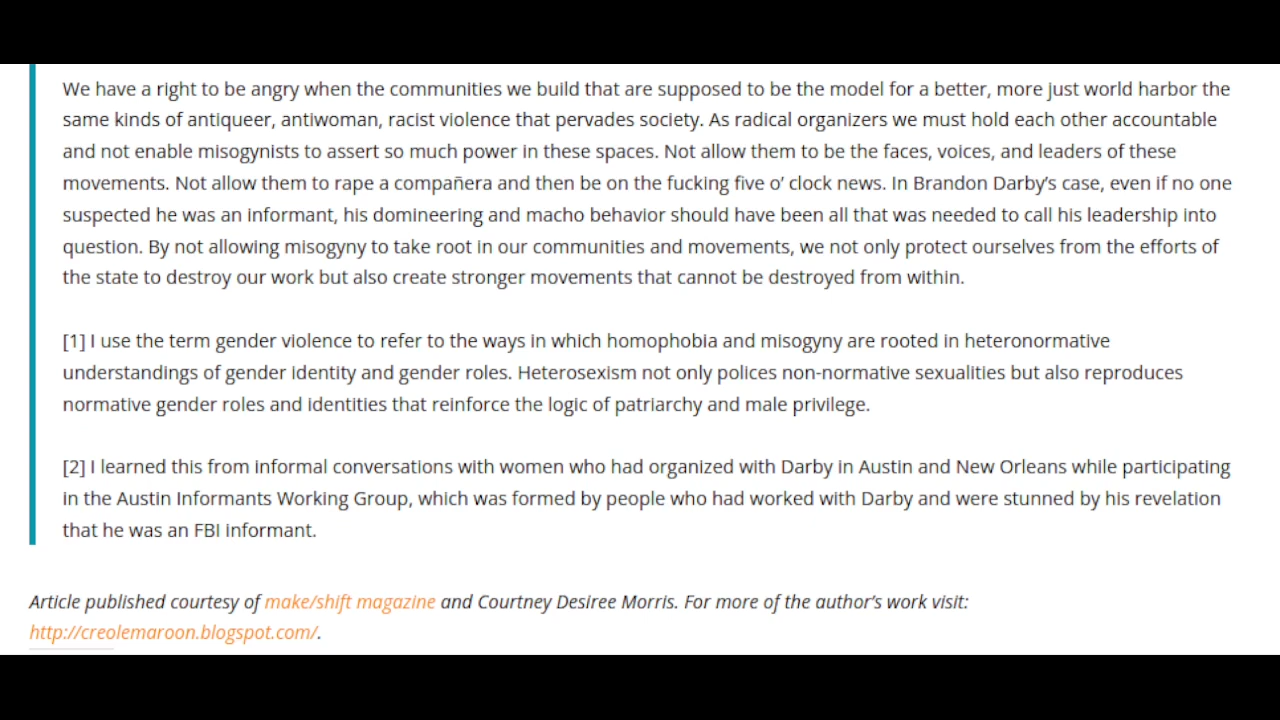 We have a right to be angry when the communities we build that are supposed to be the model for a better, more just world harbor the
same kinds of antiqueer, antiwoman, racist violence that pervades society. As radical organizers we must hold each other accountable
and not enable misogynists to assert so much power in these spaces. Not allow them to be the faces, voices, and leaders of these
movements. Not allow them to rape a compañera and then be on the fucking five o’ clock news. In Brandon Darby’s case, even if no one
suspected he was an informant, his domineering and macho behavior should have been all that was needed to call his leadership into
question. By not allowing misogyny to take root in our communities and movements, we not only protect ourselves from the efforts of
the state to destroy our work but also create stronger movements that cannot be destroyed from within.
[1] I use the term gender violence to refer to the ways in which homophobia and misogyny are rooted in heteronormative
understandings of gender identity and gender roles. Heterosexism not only polices non-normative sexualities but also reproduces
normative gender roles and identities that reinforce the logic of patriarchy and male privilege.
[2] I learned this from informal conversations with women who had organized with Darby in Austin and New Orleans while participating
in the Austin Informants Working Group, which was formed by people who had worked with Darby and were stunned by his revelation
that he was an FBI informant.
Article published courtesy of make/shift magazine and Courtney Desiree Morris. For more of the author’s work visit:
http://creolemaroon.blogspot.com/.